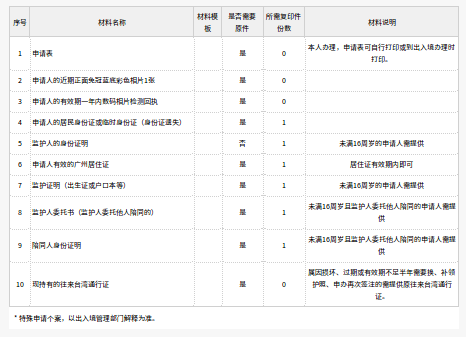 序号 材料名称 材料模板 是否需要原件 所需复印件份数 材料说明
1 申请表 是 0 本人办理，申请表可自行打印或到出入境办理时打印。
2 申请人的近期正面免冠蓝底彩色相片1张 是 0
3 申请人的有效期一年内数码相片检测回执 是 0
4 申请人的居民身份证或临时身份证（身份证遗失） 是 1
5 监护人的身份证明 否 1 未满16周岁的申请人需提供
6 申请人有效的广州居住证 是 1 居住证有效期内即可
7 监护证明（出生证或户口本等） 是 1 未满16周岁的申请人需提供
8 监护人委托书（监护人委托他人陪同的） 是 1 未满16周岁且监护人委托他人陪同的申请人需提供
9 陪同人身份证明 是 1 未满16周岁且监护人委托他人陪同的申请人需提供
10 现持有的往来台湾通行证 是 0 属因损坏、过期或有效期不足半年需要换、补领护照、申办再次签注的需提供原往来台湾通行证。
* 特殊申请个案，以出入境管理部门解释为准。